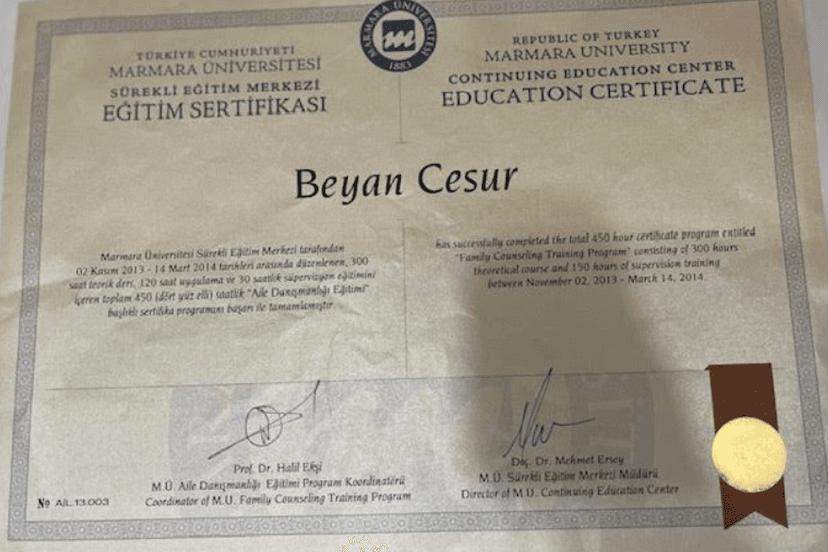 MARMARA ÜNİVERSİTESİ
1883
TÜRKİYE CUMHURİYETİ
MARMARA ÜNİVERSİTESİ
SÜREKLİ EĞİTİM MERKEZİ
EĞİTİM SERTİFİKASI
REPUBLIC OF TURKEY
MARMARA UNIVERSITY
CONTINUING EDUCATION CENTER
EDUCATION CERTIFICATE
Beyan Cesur
Marmara Üniversitesi Sürekli Eğitim Merkezi tarafından
02 Kasım 2013 - 14 Mart 2014 tarihleri arasında düzenlenen, 300
saat teorik ders, 120 saat uygulama ve 30 saatlik süpervizyon eğitimini
içeren toplam 450 (dört yüz elli) saatlik "Aile Danışmanlığı Eğitimi"
başlıklı sertifika programını başarı ile tamamlamıştır.
has successfully completed the total 450 hour certificate program entitled
"Family Counseling Training Program" consisting of 300 hours
theoretical course and 150 hours of supervision training
between November 02, 2013 - March 14, 2014.
Prof. Dr. Halil Ekşi
M.Ü. Aile Danışmanlığı Eğitimi Program Koordinatörü
Coordinator of M.U. Family Counseling Training Program
Doç. Dr. Mehmet Ersoy
M.Ü. Sürekli Eğitim Merkezi Müdürü
Director of M.U. Continuing Education Center
№ AİL.13.003